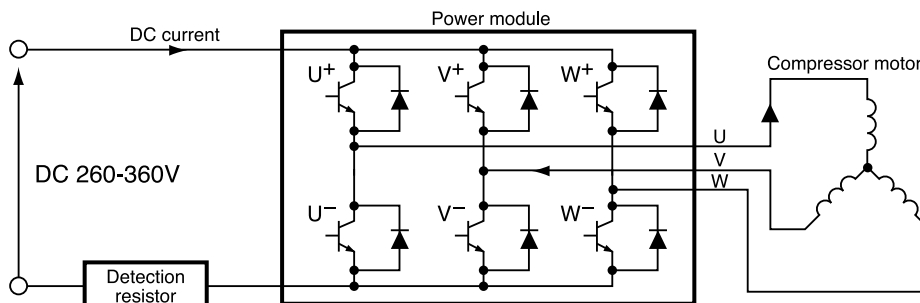 Power module
DC current
U+
V+
W+
Compressor motor
U
V
W
DC 260-360V
U−
V−
W−
Detection
resistor